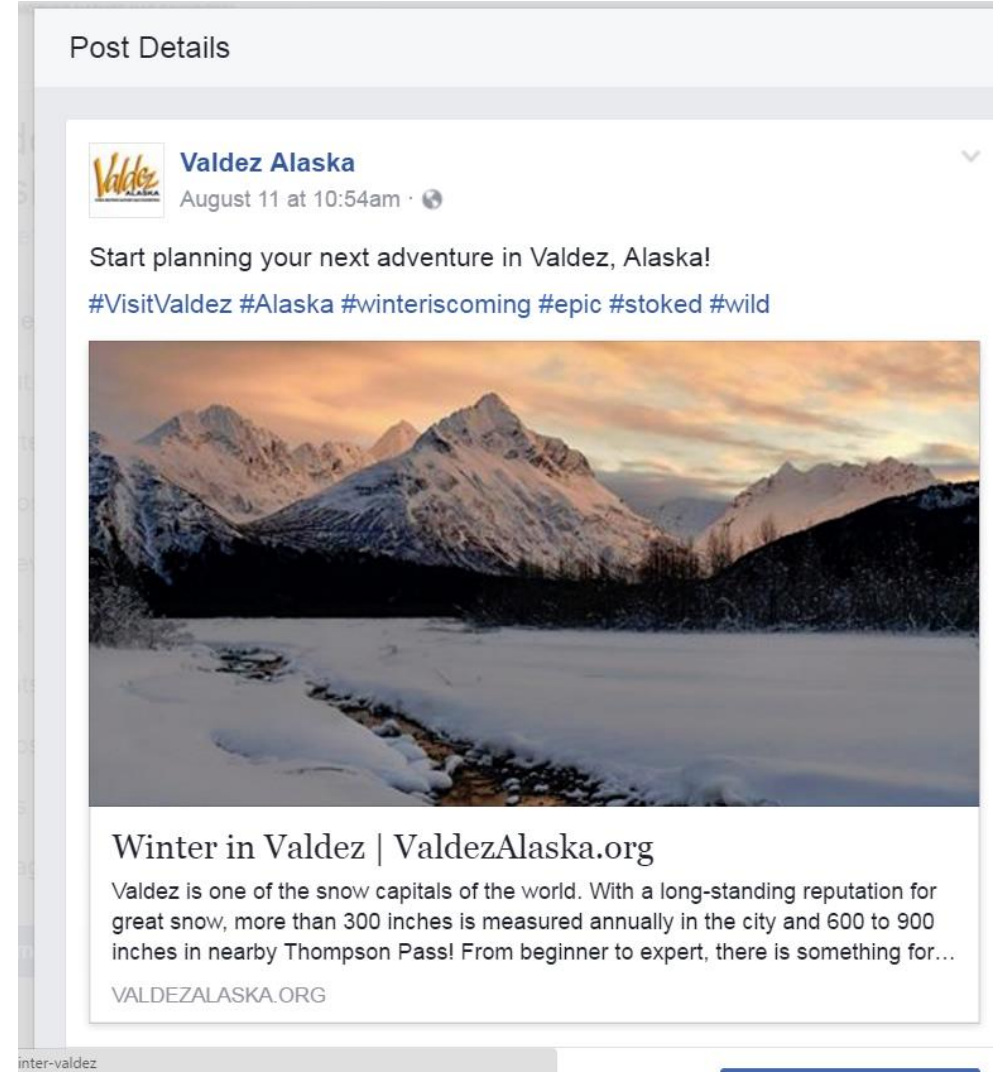 Post Details
Valdez
ALASKA
Valdez Alaska
August 11 at 10:54am ·
Start planning your next adventure in Valdez, Alaska!
#VisitValdez #Alaska #winteriscoming #epic #stoked #wild
Winter in Valdez | ValdezAlaska.org
Valdez is one of the snow capitals of the world. With a long-standing reputation for
great snow, more than 300 inches is measured annually in the city and 600 to 900
inches in nearby Thompson Pass! From beginner to expert, there is something for...
VALDEZALASKA.ORG
inter-valdez